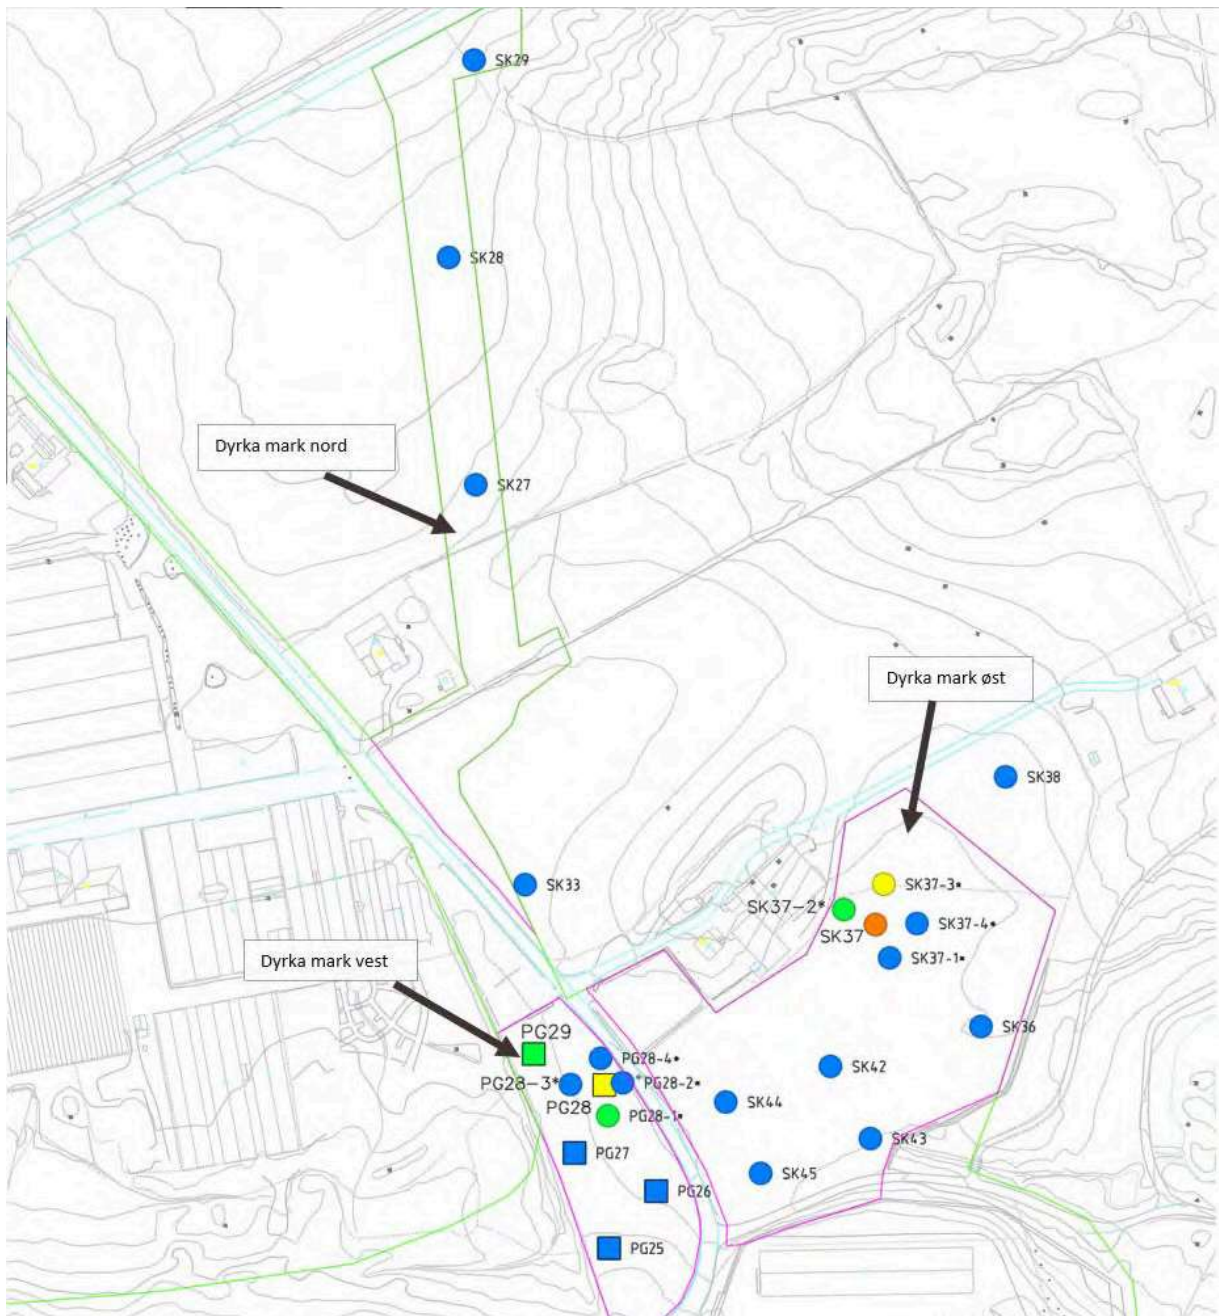 SK29
SK28
Dyrka mark nord
SK27
Dyrka mark øst
SK38
SK33
SK37-3*
SK37-2*
SK37
SK37-4*
SK37-1*
Dyrka mark vest
SK36
PG29
PG28-4*
PG28-3*
PG28-2*
PG28
SK42
SK44
PG28-1*
SK43
PG27
SK45
PG26
PG25